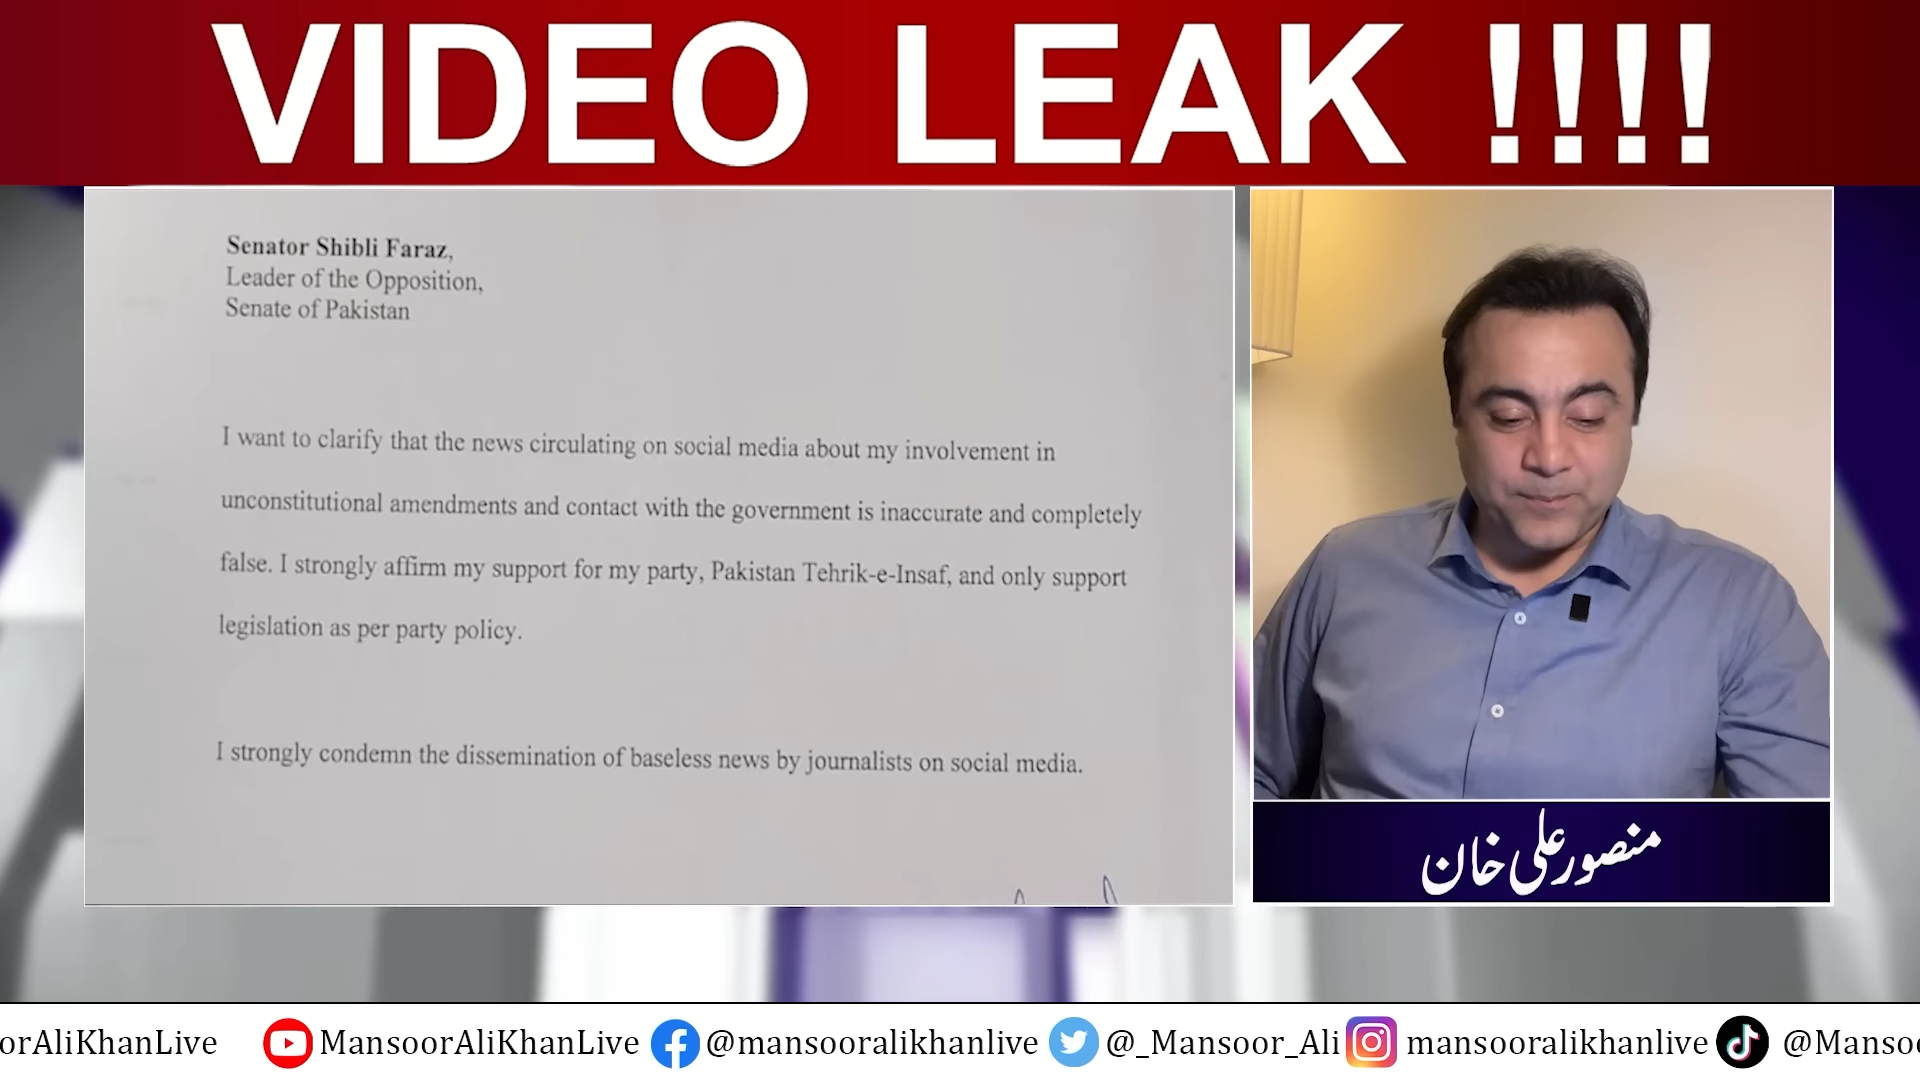 VIDEO LEAK !!!!
Senator Shibli Faraz,
Leader of the Opposition,
Senate of Pakistan
I want to clarify that the news circulating on social media about my involvement in
unconstitutional amendments and contact with the government is inaccurate and completely
false. I strongly affirm my support for my party, Pakistan Tehrik-e-Insaf, and only support
legislation as per party policy.
I strongly condemn the dissemination of baseless news by journalists on social media.
منصور علی خان
orAliKhanLive MansoorAliKhanLive @mansooralikhanlive @_Mansoor_Ali mansooralikhanlive @Manso